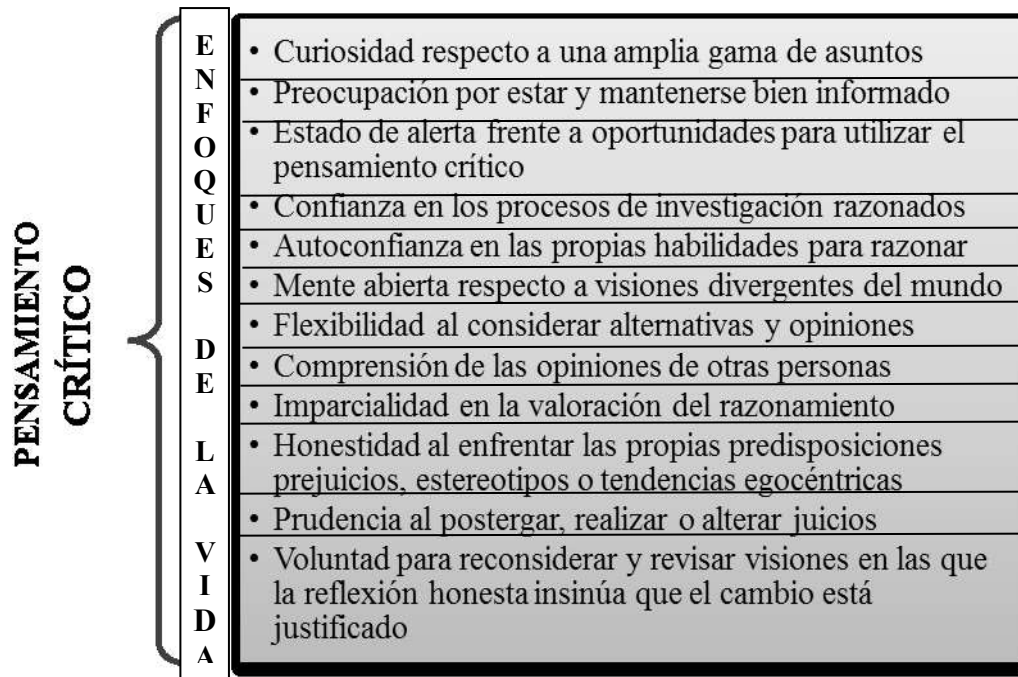 PENSAMIENTO
CRÍTICO
ENFOQUES DE LA VIDA
• Curiosidad respecto a una amplia gama de asuntos
• Preocupación por estar y mantenerse bien informado
• Estado de alerta frente a oportunidades para utilizar el
pensamiento crítico
• Confianza en los procesos de investigación razonados
• Autoconfianza en las propias habilidades para razonar
• Mente abierta respecto a visiones divergentes del mundo
• Flexibilidad al considerar alternativas y opiniones
• Comprensión de las opiniones de otras personas
• Imparcialidad en la valoración del razonamiento
• Honestidad al enfrentar las propias predisposiciones
prejuicios, estereotipos o tendencias egocéntricas
• Prudencia al postergar, realizar o alterar juicios
• Voluntad para reconsiderar y revisar visiones en las que
la reflexión honesta insinúa que el cambio está
justificado